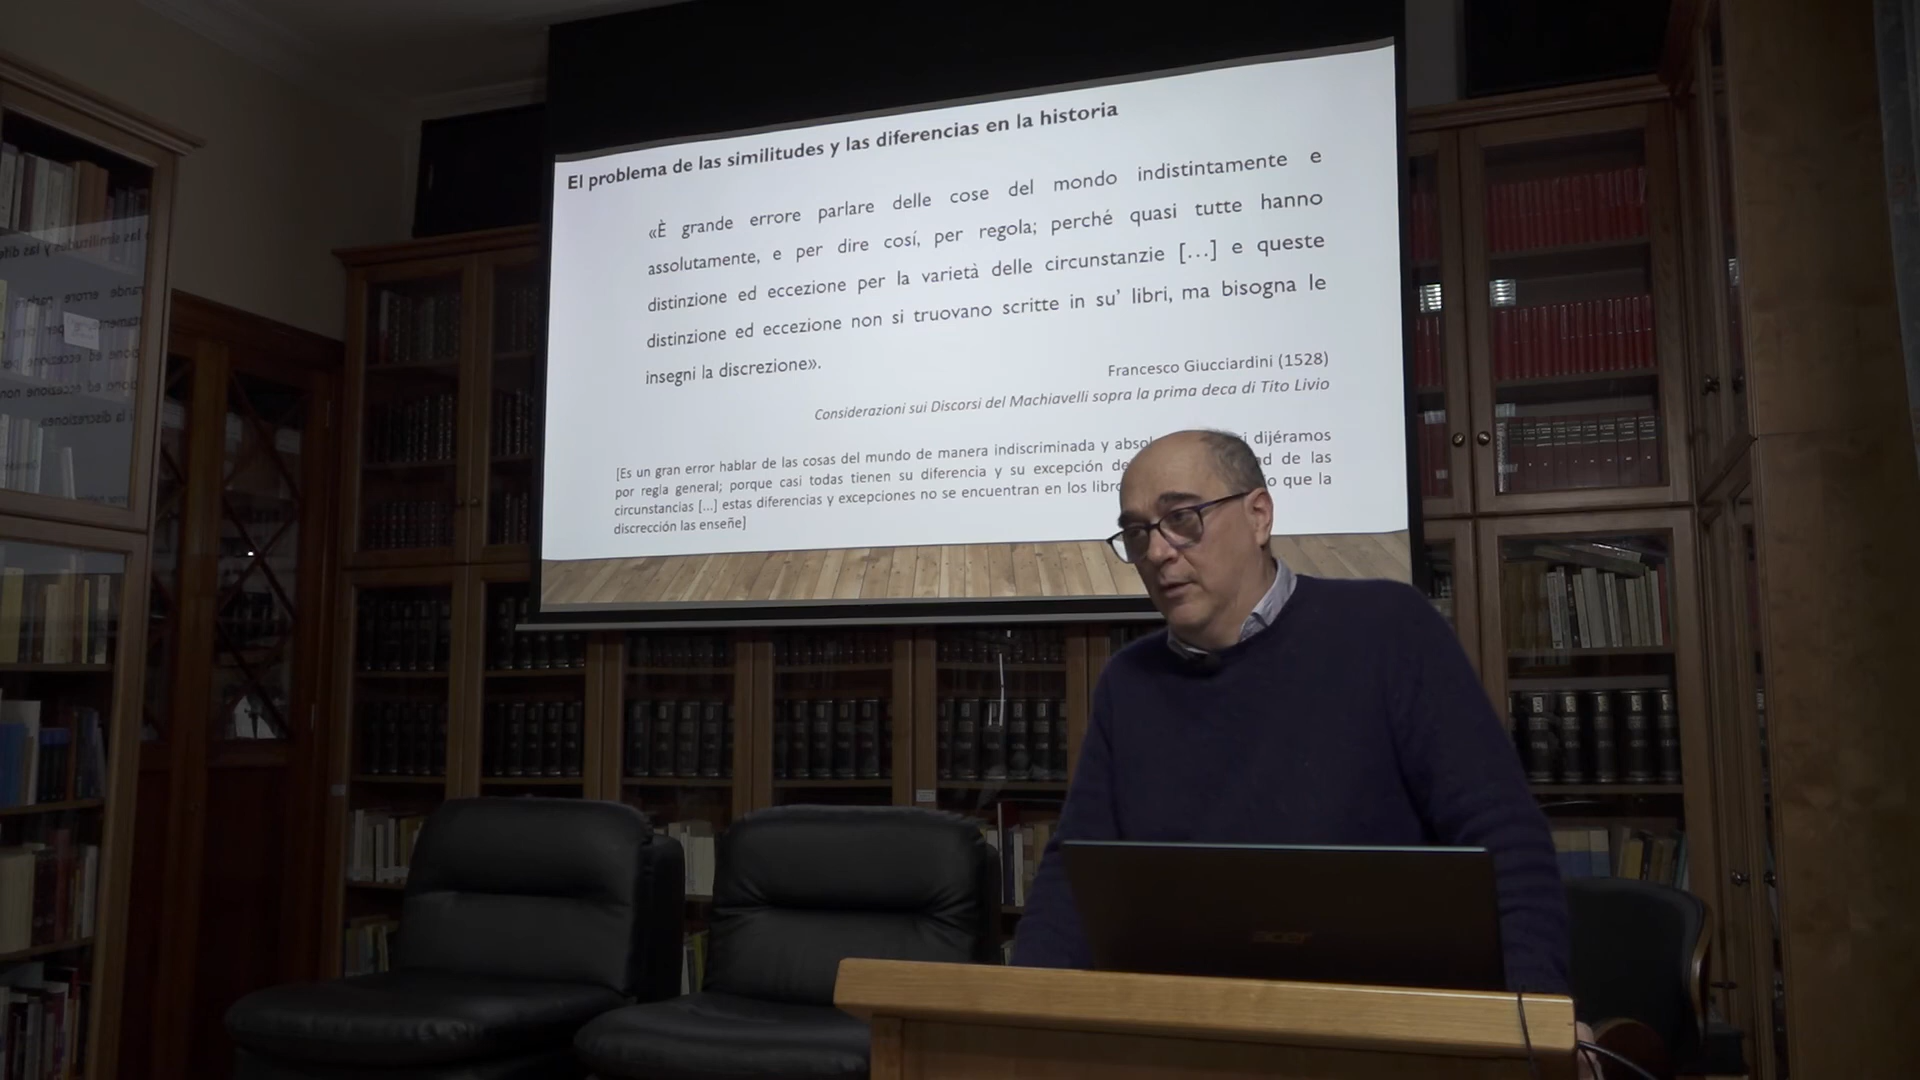 El problema de las similitudes y las diferencias en la historia
«È grande errore parlare delle cose del mondo indistintamente e
assolutamente, e per dire cosí, per regola; perché quasi tutte hanno
distinzione ed eccezione per la varietà delle circunstanzie [...] e queste
distinzione ed eccezione non si truovano scritte in su’ libri, ma bisogna le
insegni la discrezione».
Francesco Giucciardini (1528)
Considerazioni sui Discorsi del Machiavelli sopra la prima deca di Tito Livio
[Es un gran error hablar de las cosas del mundo de manera indiscriminada y dijéramos
por regla general; porque casi todas tienen su diferencia y su excepción de las
circunstancias [...] estas diferencias y excepciones no se encuentran en los que la
discrección las enseñe]
acer